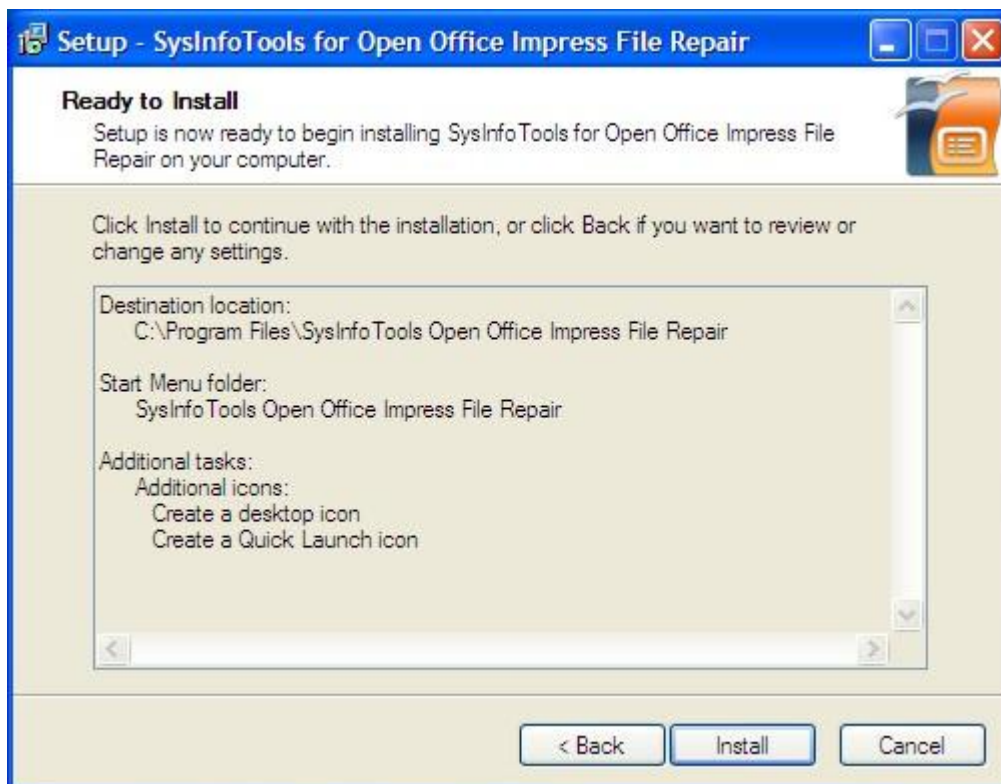 Setup - SysInfoTools for Open Office Impress File Repair
Ready to Install
Setup is now ready to begin installing SysInfoTools for Open Office Impress File
Repair on your computer.
Click Install to continue with the installation, or click Back if you want to review or
change any settings.
Destination location:
C:\Program Files\SysInfoTools Open Office Impress File Repair
Start Menu folder:
SysInfoTools Open Office Impress File Repair
Additional tasks:
Additional icons:
Create a desktop icon
Create a Quick Launch icon
< Back
Install
Cancel